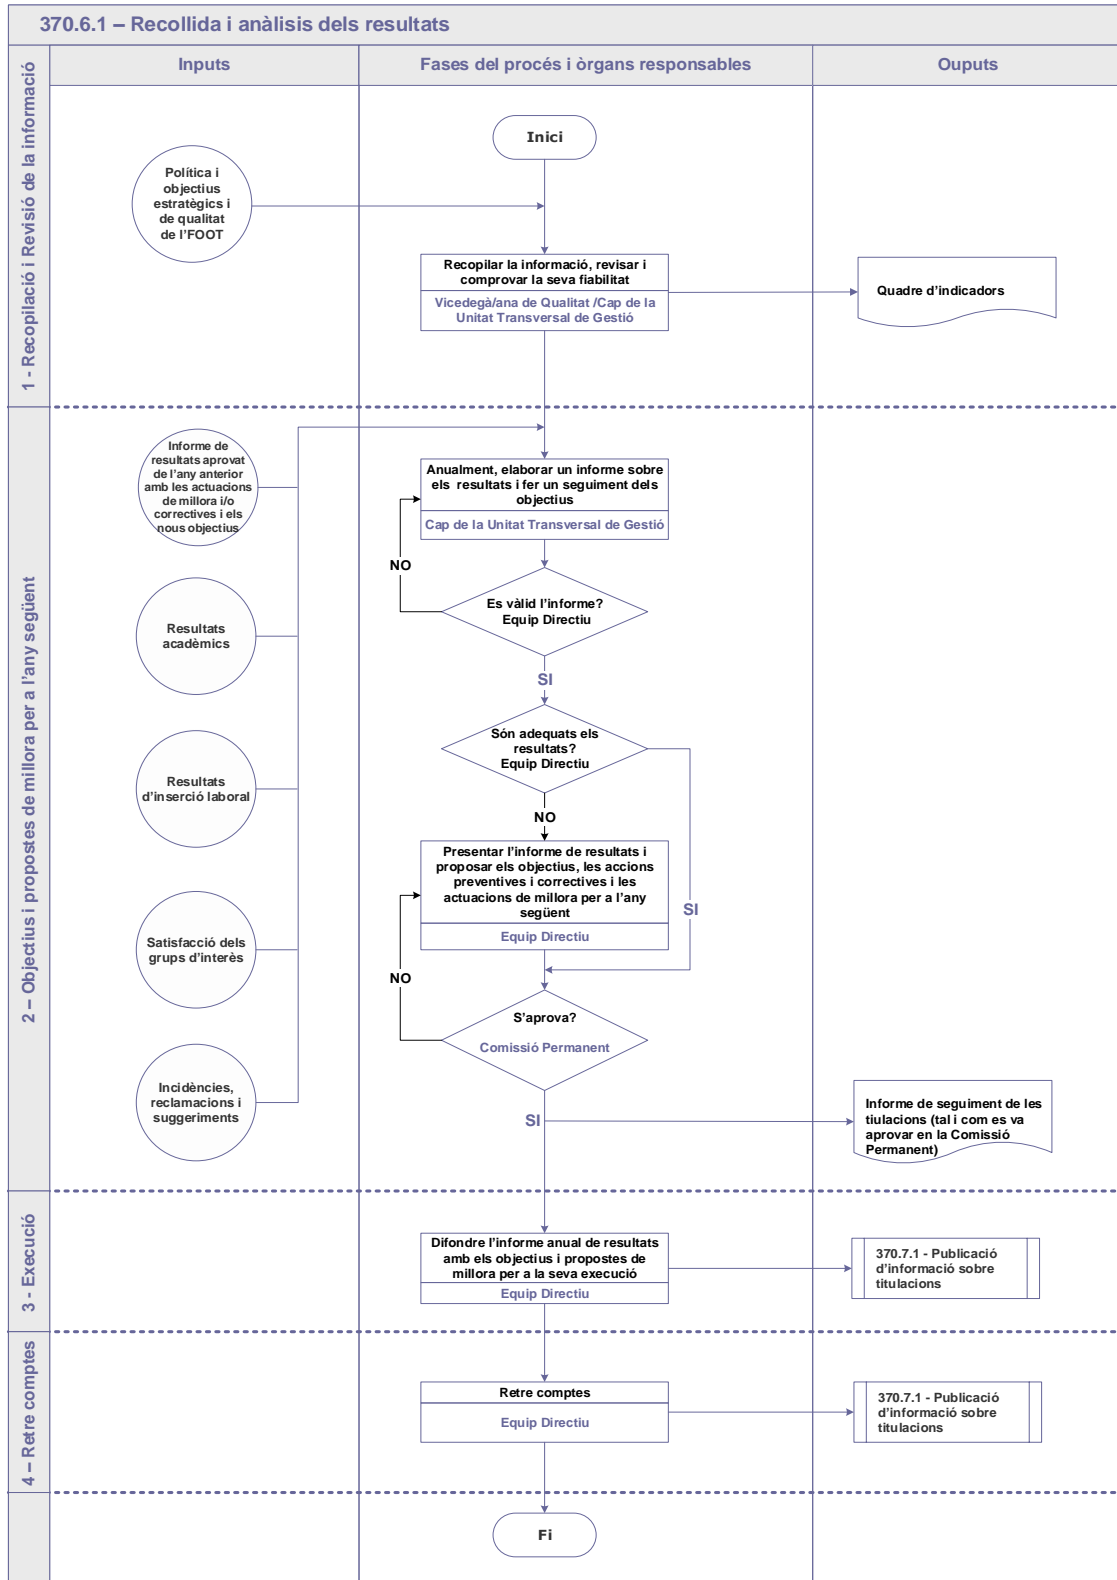 370.6.1 – Recollida i anàlisis dels resultats
Inputs
Fases del procés i òrgans responsables
Ouputs
1 - Recopilació i Revisió de la informació
Inici
Política i
objectius
estratègics i
de qualitat
de l'FOOT
Recopilar la informació, revisar i
comprovar la seva fiabilitat
Vicedegà/ana de Qualitat /Cap de la
Unitat Transversal de Gestió
Quadre d'indicadors
2 – Objectius i propostes de millora per a l'any següent
Informe de
resultats aprovat
de l'any anterior
amb les actuacions
de millora i/o
correctives i els
nous objectius
Anualment, elaborar un informe sobre
els resultats i fer un seguiment dels
objectius
Cap de la Unitat Transversal de Gestió
NO
Es vàlid l'informe?
Equip Directiu
Resultats
acadèmics
SI
Són adequats els
resultats?
Equip Directiu
Resultats
d'inserció laboral
NO
Presentar l'informe de resultats i
proposar els objectius, les accions
preventives i correctives i les
actuacions de millora per a l'any
següent
Equip Directiu
SI
Satisfacció dels
grups d'interès
NO
S'aprova?
Comissió Permanent
Incidències,
reclamacions i
suggeriments
SI
Informe de seguiment de les
tiulacions (tal i com es va
aprovar en la Comissió
Permanent)
3 - Execució
Difondre l'informe anual de resultats
amb els objectius i propostes de
millora per a la seva execució
Equip Directiu
370.7.1 - Publicació
d'informació sobre
titulacions
4 – Retre comptes
Retre comptes
Equip Directiu
370.7.1 - Publicació
d'informació sobre
titulacions
Fi